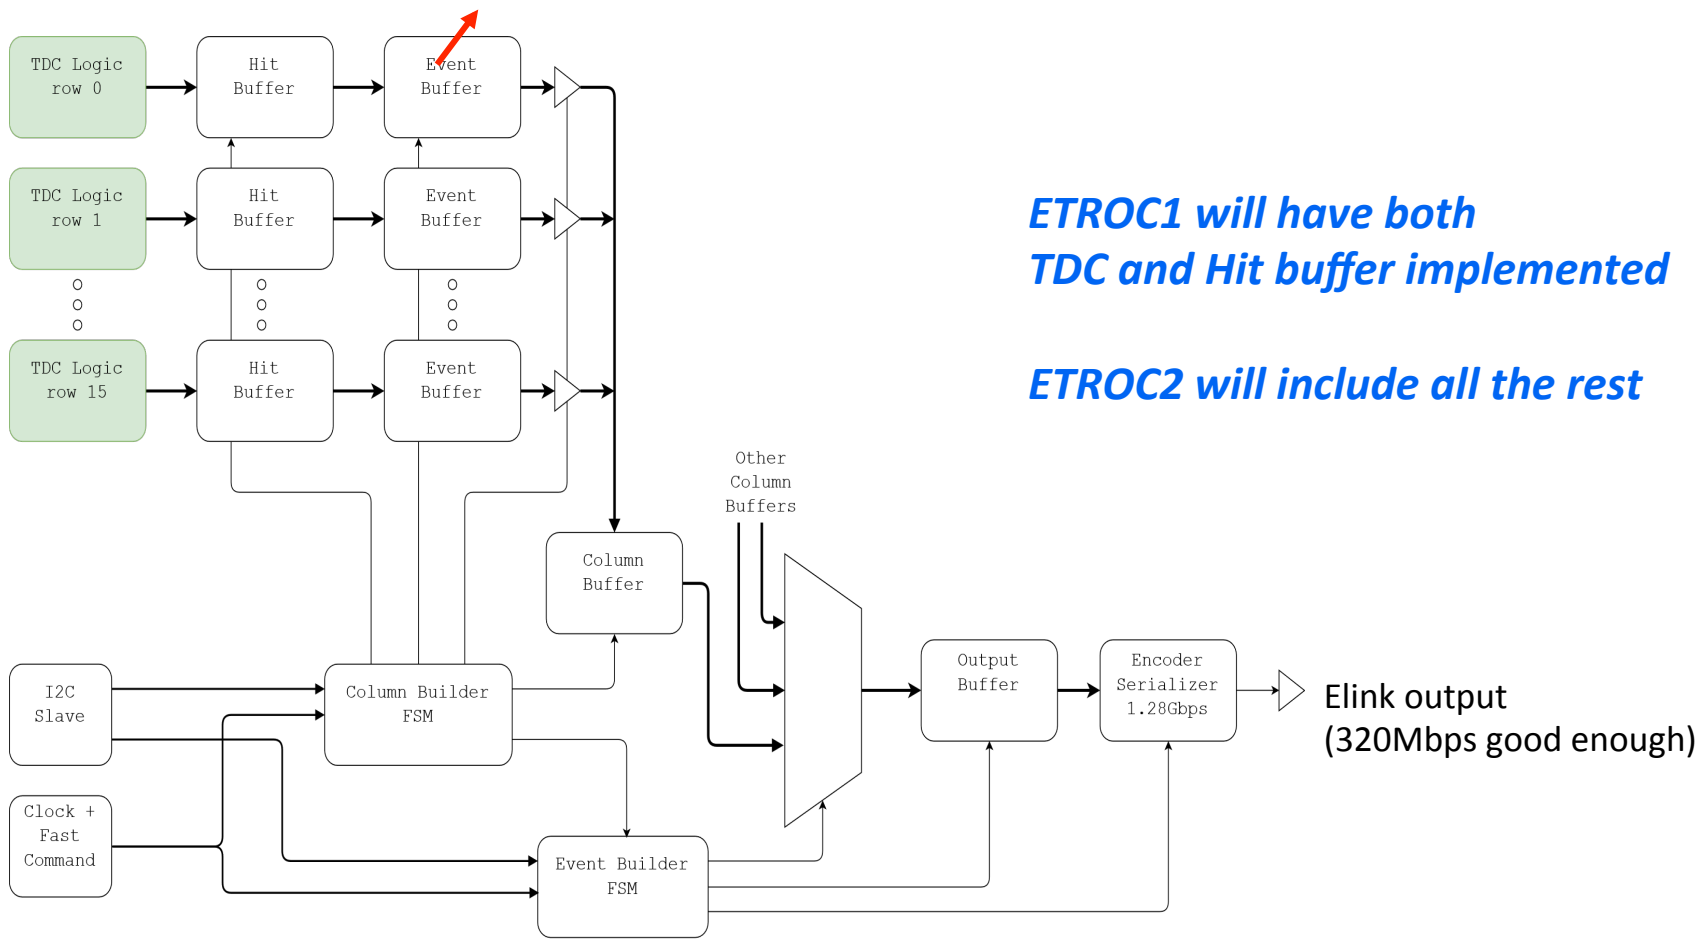 TDC Logic
row 0
Hit
Buffer
Event
Buffer
TDC Logic
row 1
Hit
Buffer
Event
Buffer
TDC Logic
row 15
Hit
Buffer
Event
Buffer
ETROC1 will have both
TDC and Hit buffer implemented
ETROC2 will include all the rest
Other
Column
Buffers
Column
Buffer
I2C
Slave
Column Builder
FSM
Output
Buffer
Encoder
Serializer
1.28Gbps
Elink output
(320Mbps good enough)
Clock +
Fast
Command
Event Builder
FSM